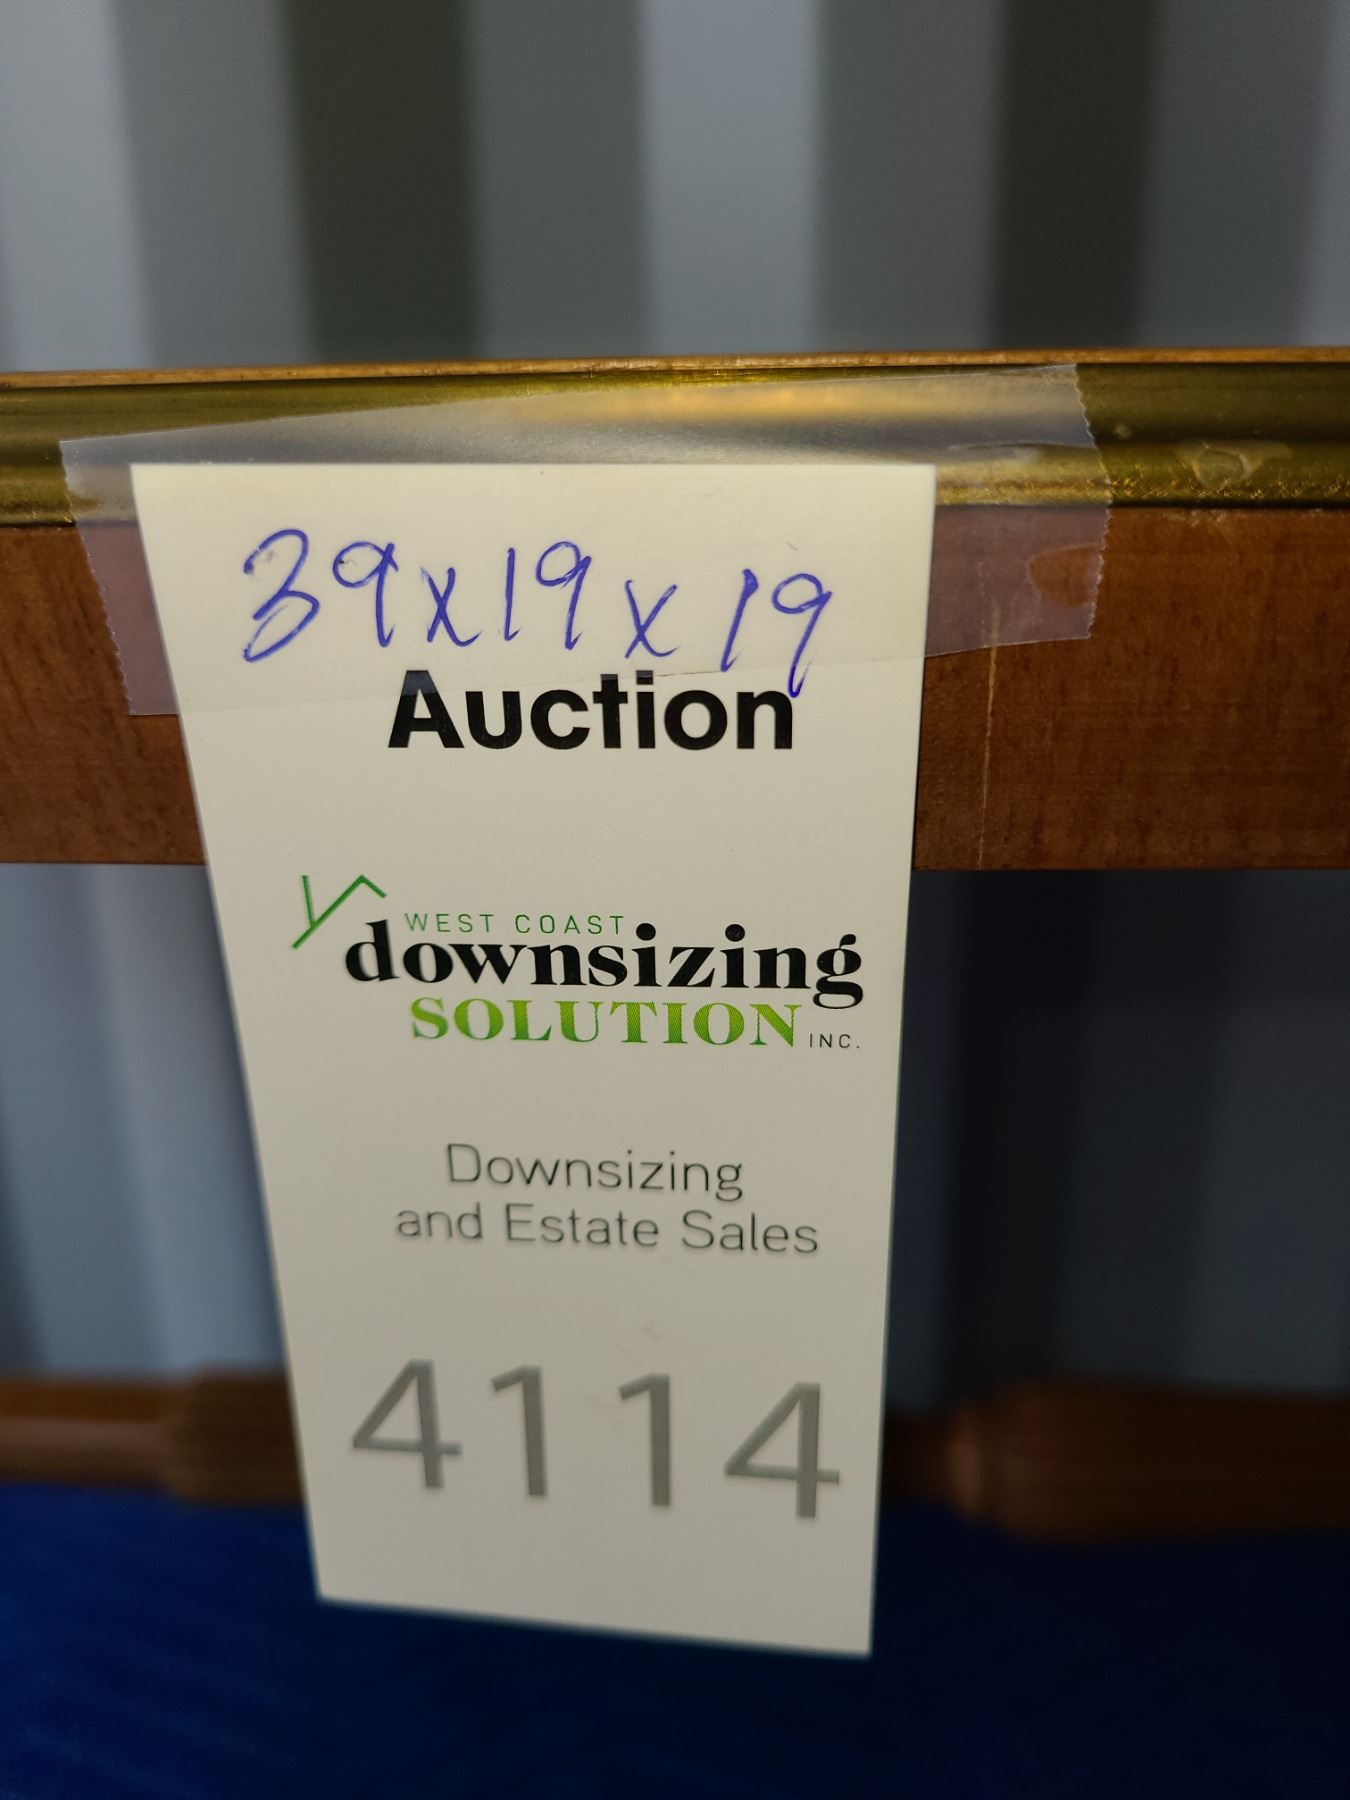 39x19x19
Auction
WEST COAST
downsizing
SOLUTION INC.
Downsizing
and Estate Sales
4114